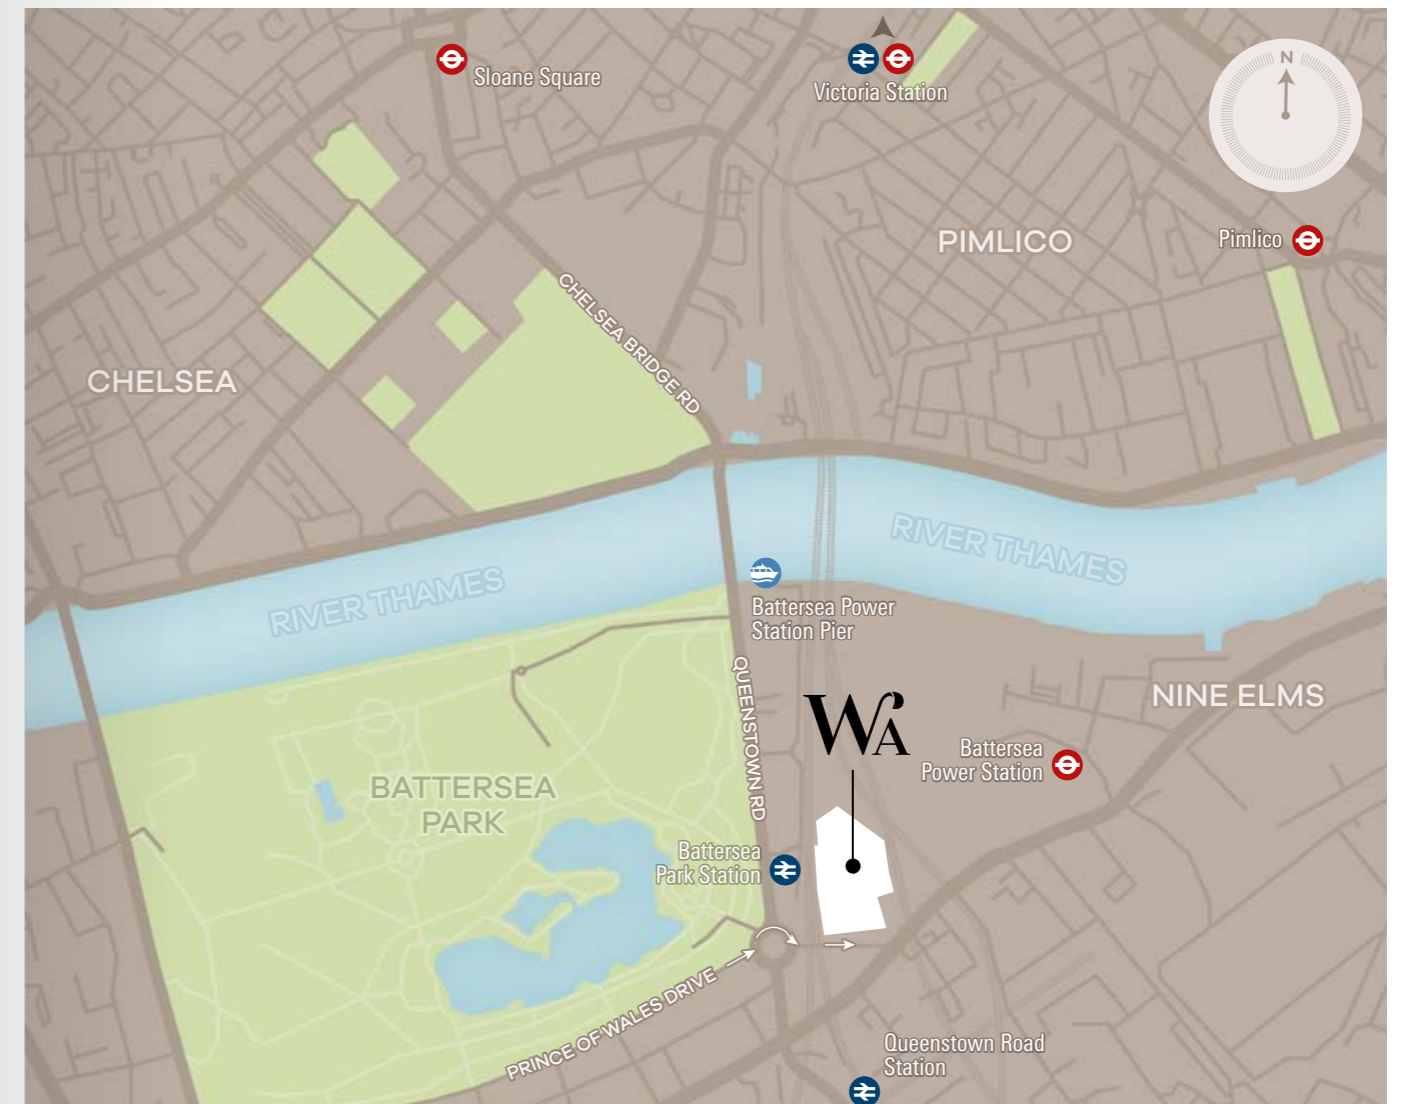 Sloane Square
Victoria Station
N
PIMLICO
Pimlico
CHELSEA BRIDGE RD
CHELSEA
RIVER THAMES
RIVER THAMES
Battersea Power
Station Pier
QUEENSTOWN RD
WA
NINE ELMS
Battersea
Power Station
BATTERSEA
PARK
Battersea
Park Station
PRINCE OF WALES DRIVE
Queenstown Road
Station